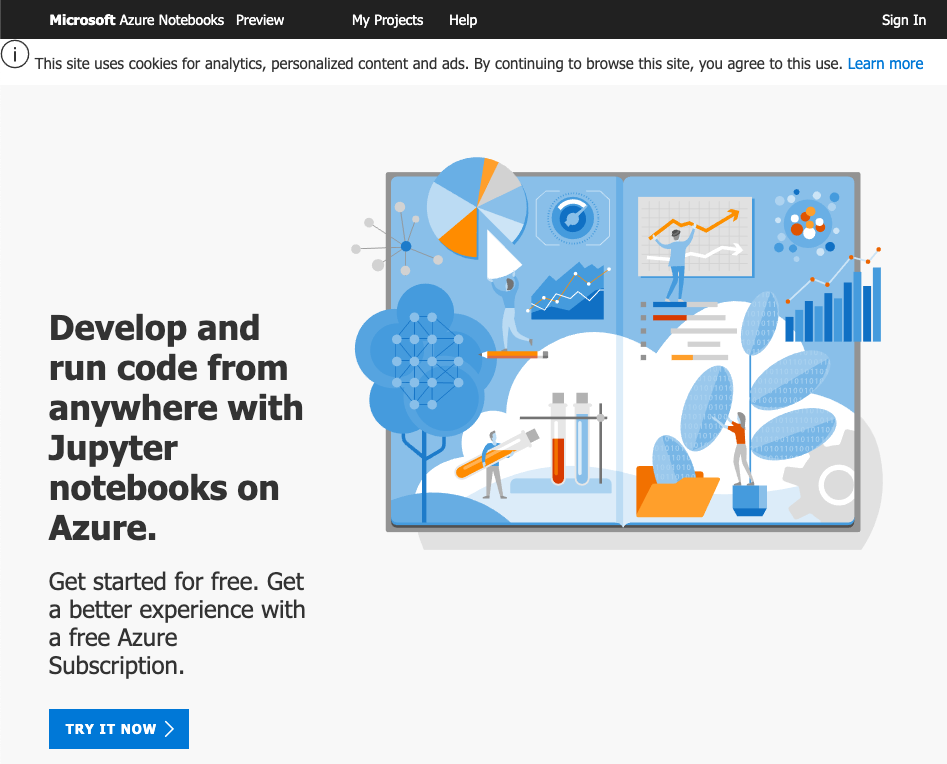 Microsoft Azure Notebooks Preview My Projects Help Sign In
This site uses cookies for analytics, personalized content and ads. By continuing to browse this site, you agree to this use. Learn more
Develop and
run code from
anywhere with
Jupyter
notebooks on
Azure.
Get started for free. Get
a better experience with
a free Azure
Subscription.
TRY IT NOW